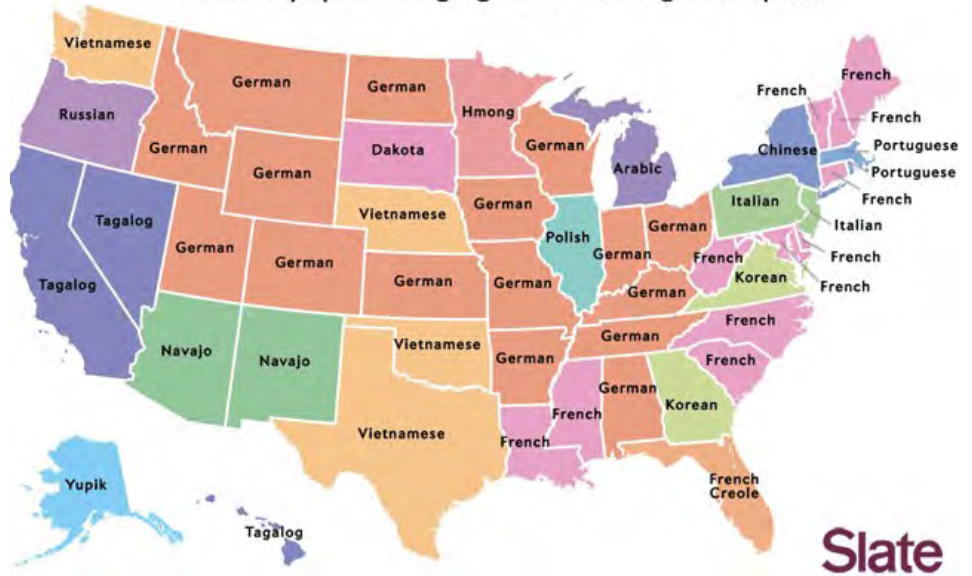 Vietnamese
German
German
Hmong
French
French
Russian
French
German
Dakota
German
Chinese
Portuguese
German
Arabic
Portuguese
Vietnamese
German
Italian
French
Tagalog
Polish
German
Italian
German
German
German
French
French
Tagalog
German
German
German
Korean
French
French
Navajo
Navajo
Vietnamese
German
German
French
German
French
Korean
Vietnamese
French
French
Creole
Yupik
Tagalog
Slate